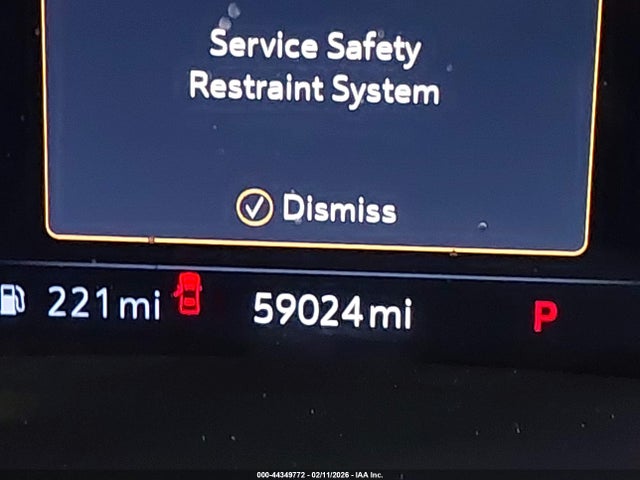 Service Safety
Restraint System
Dismiss
221 mi 59024 mi P
000-44349772 - 02/11/2026 - IAA Inc.